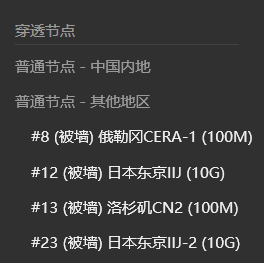 穿透节点
普通节点 - 中国内地
普通节点 - 其他地区
#8 (被墙) 俄勒冈CERA-1 (100M)
#12 (被墙) 日本东京IIJ (10G)
#13 (被墙) 洛杉矶CN2 (100M)
#23 (被墙) 日本东京IIJ-2 (10G)